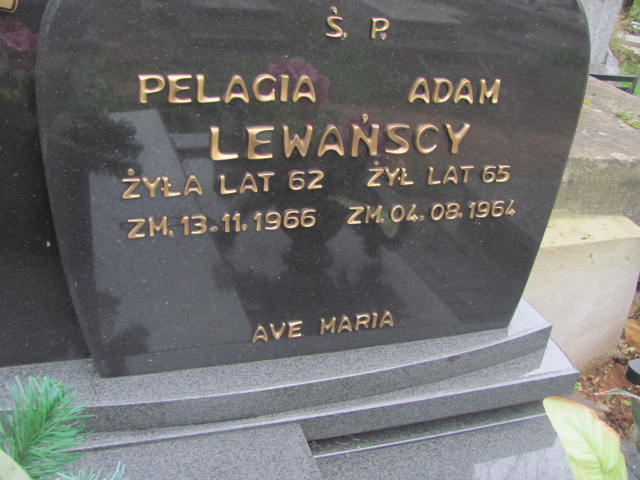 Ś. P.
PELAGIA ADAM
LEWAŃSCY
ŻYŁA LAT 62 ŻYŁ LAT 65
ZM. 13.11.1966 ZM. 04.08.1964
AVE MARIA